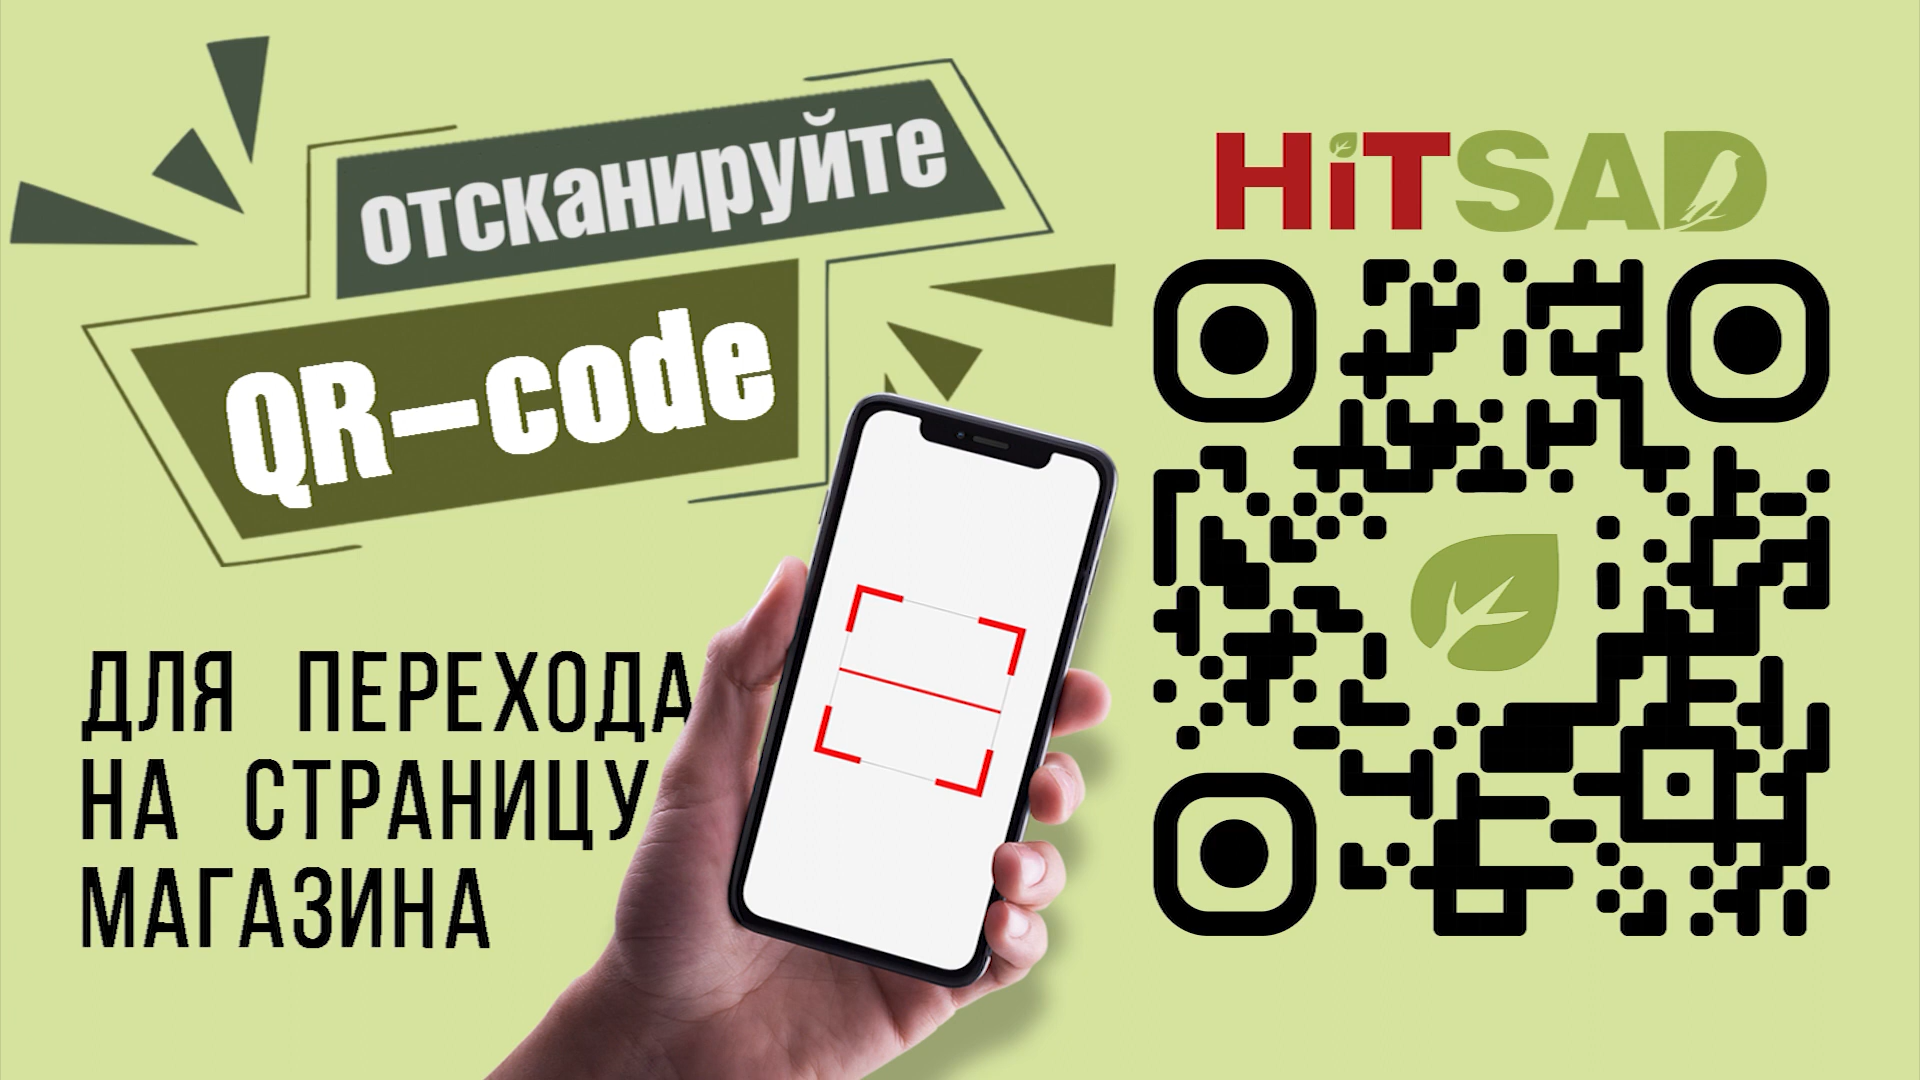 отсканируйте
QR-code
ДЛЯ ПЕРЕХОДА
НА СТРАНИЦУ
МАГАЗИНА
HiTSAD